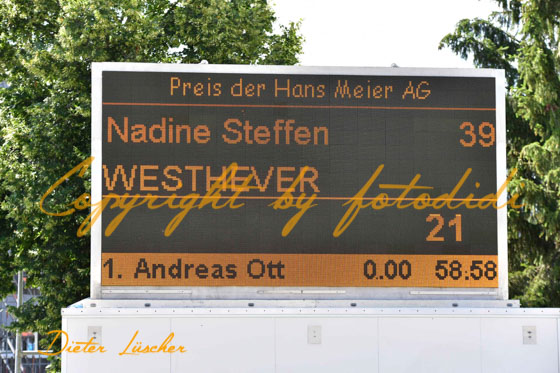 Preis der Hans Meier AG
Nadine Steffen 39
WESTHEVER
Copyright by fotodidi
21
1. Andreas Ott 0.00 58:58
Dieter Lüscher